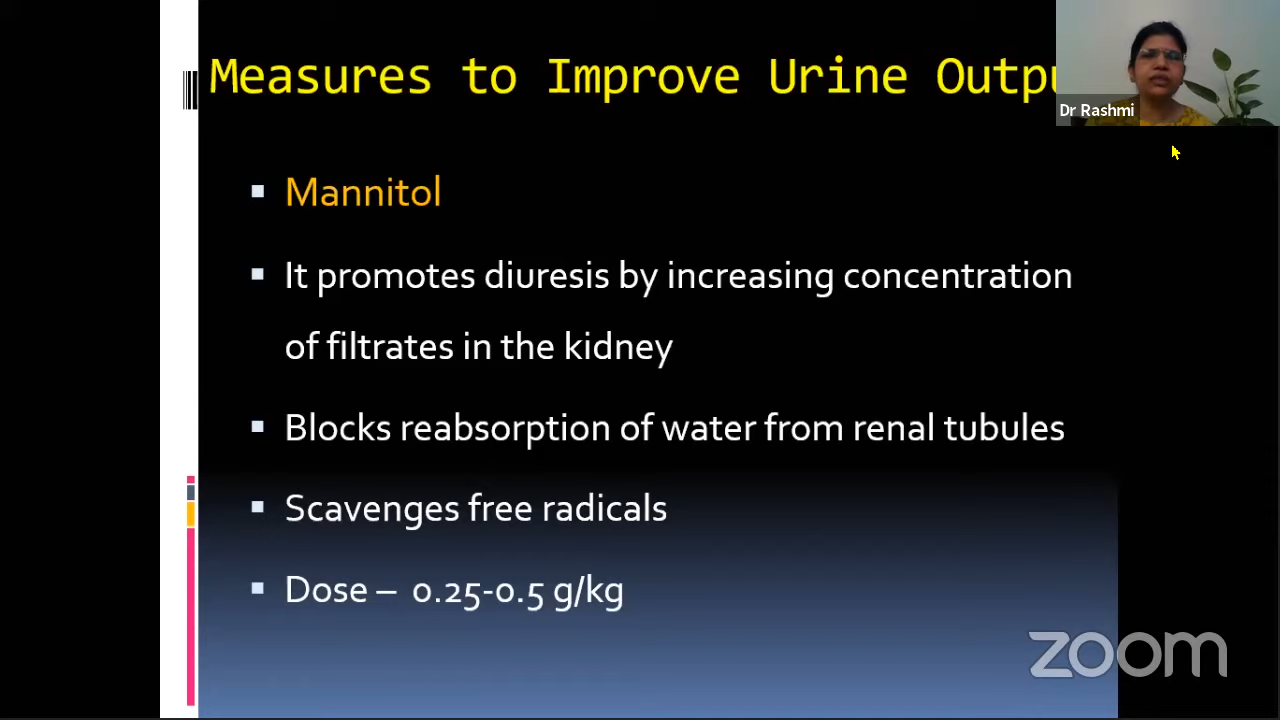 Measures to Improve Urine Outpu
Dr Rashmi
Mannitol
It promotes diuresis by increasing concentration
of filtrates in the kidney
Blocks reabsorption of water from renal tubules
Scavenges free radicals
Dose – 0.25-0.5 g/kg
zoom